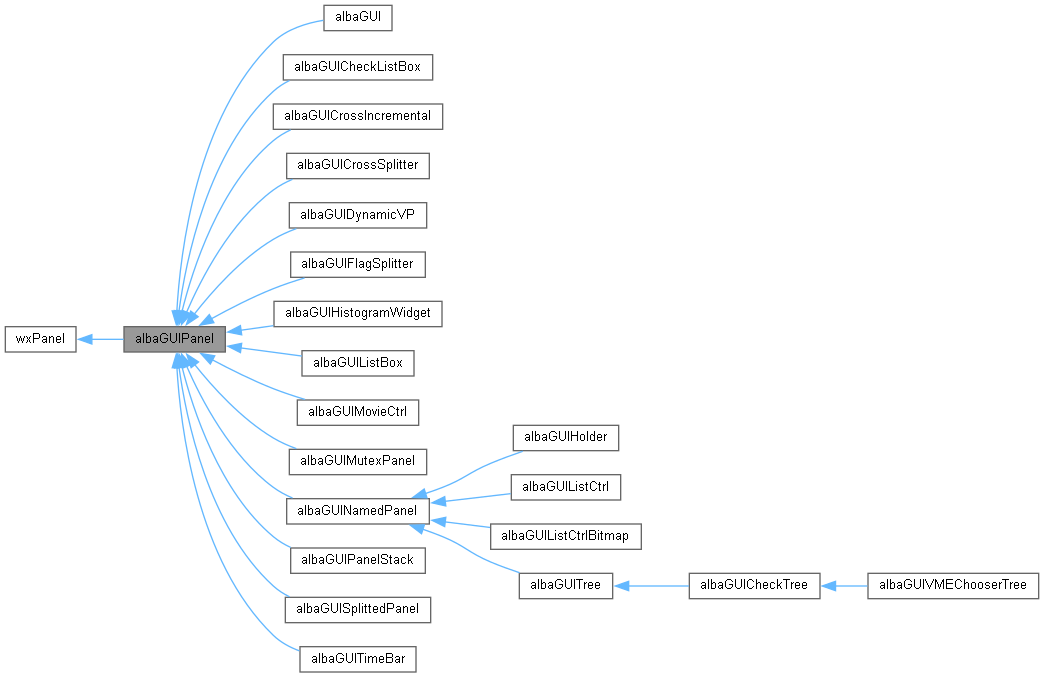 albaGUI
albaGUICheckListBox
albaGUICrossIncremental
albaGUICrossSplitter
albaGUIDynamicVP
albaGUIFlagSplitter
albaGUIHistogramWidget
wxPanel
albaGUIPanel
albaGUIListBox
albaGUIMovieCtrl
albaGUIMutexPanel
albaGUINamedPanel
albaGUIPanelStack
albaGUISplittedPanel
albaGUITimeBar
albaGUIHolder
albaGUIListCtrl
albaGUIListCtrlBitmap
albaGUITree
albaGUICheckTree
albaGUIVMEChooserTree